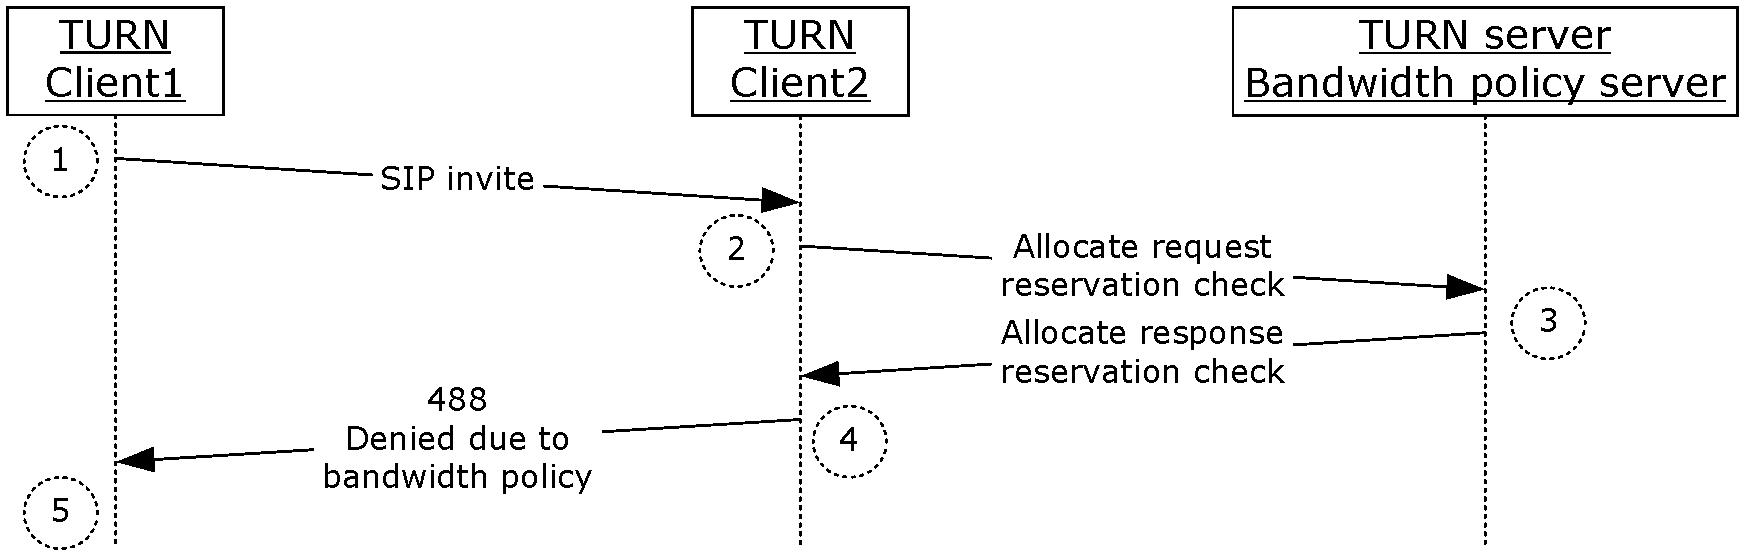 TURN
Client1
TURN
Client2
TURN server
Bandwidth policy server
1
SIP invite
2
Allocate request
reservation check
3
Allocate response
reservation check
488
Denied due to
bandwidth policy
4
5